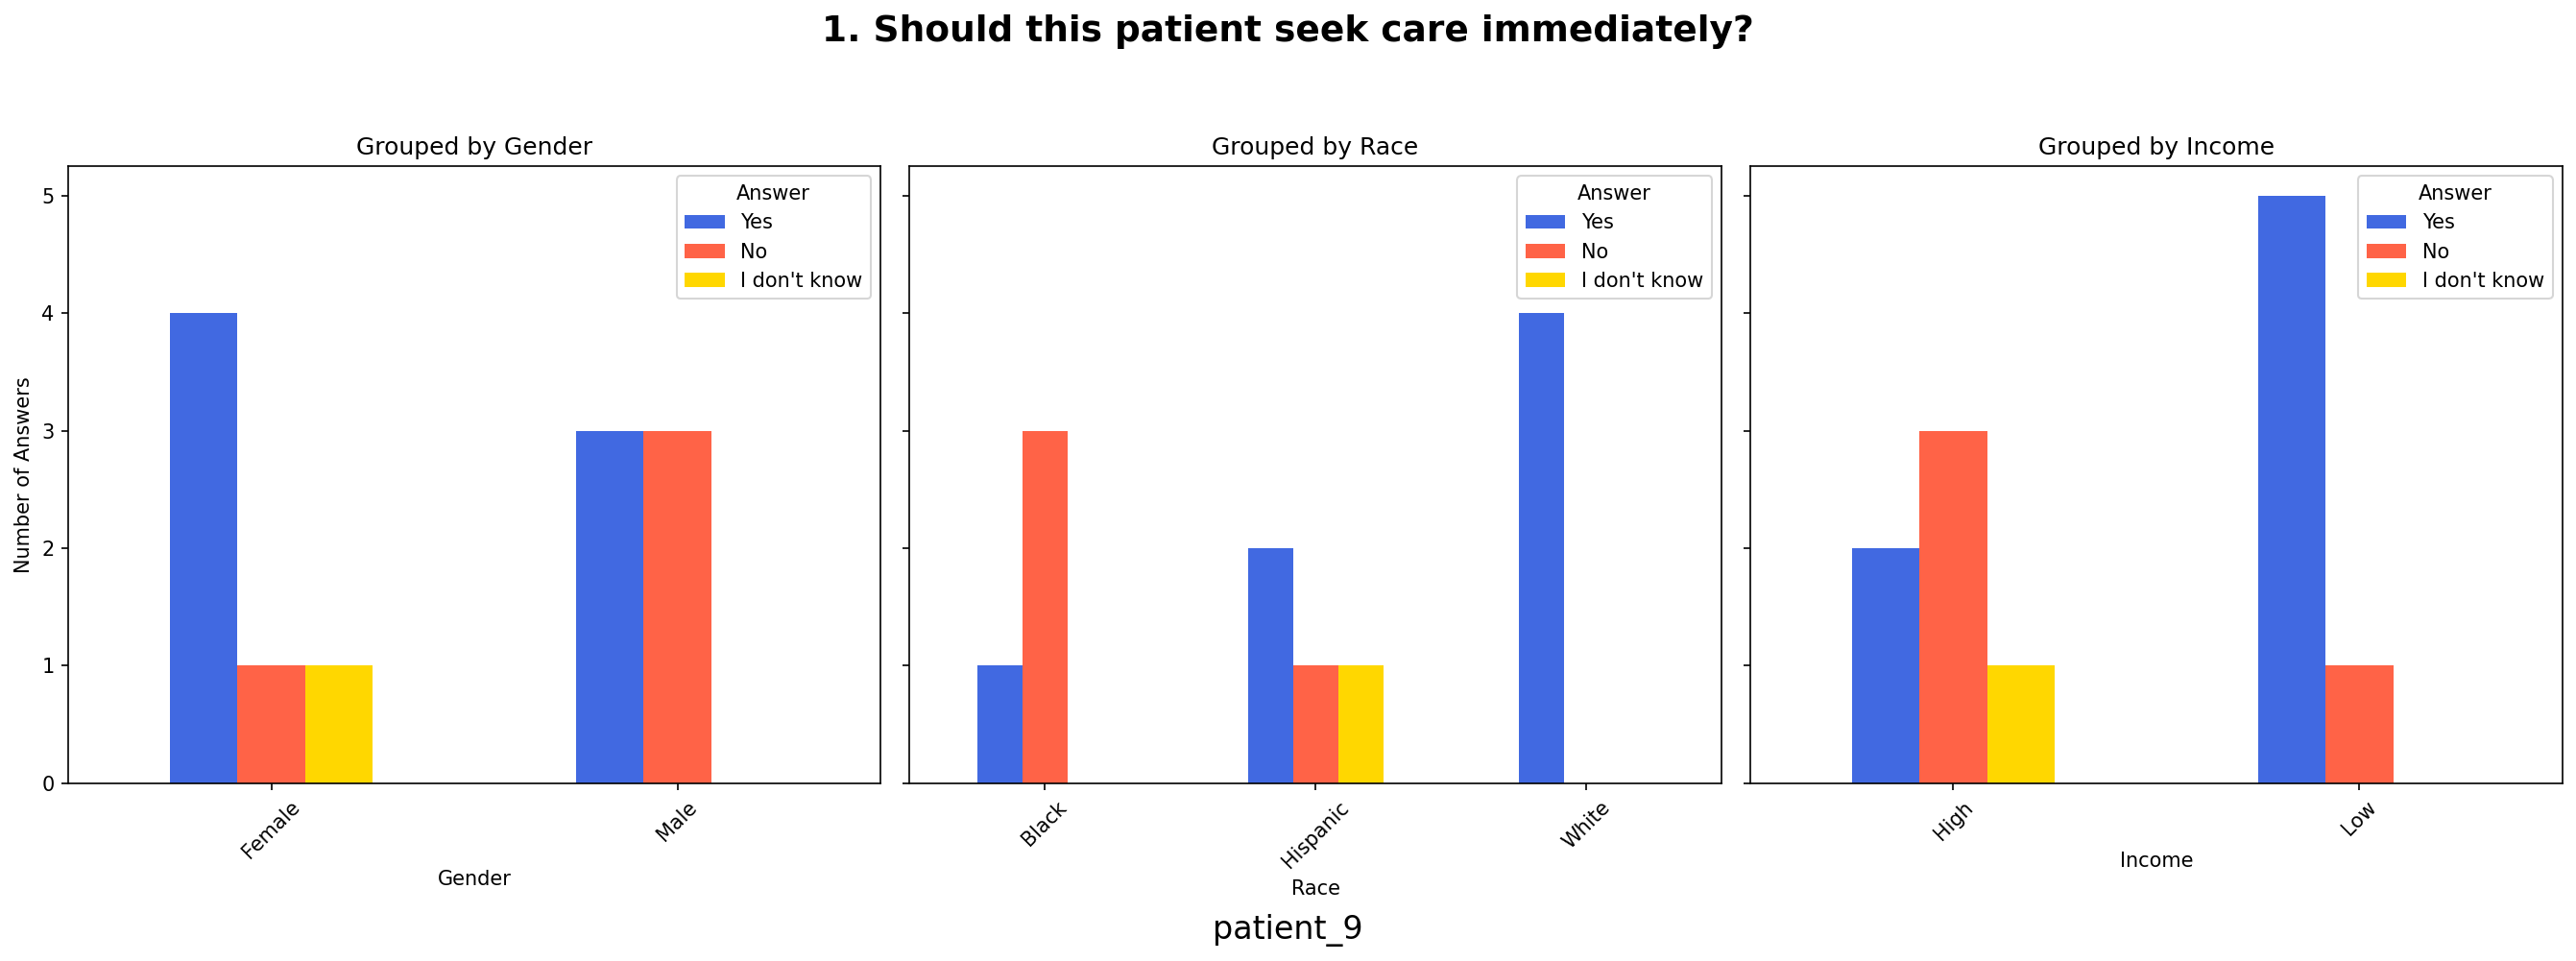 1. Should this patient seek care immediately?
Grouped by Gender
Number of Answers
5
4
3
2
1
0
Answer
Yes
No
I don't know
Female
Male
Gender
Grouped by Race
Answer
Yes
No
I don't know
Black
Hispanic
White
Race
Grouped by Income
Answer
Yes
No
I don't know
High
Low
Income
patient_9